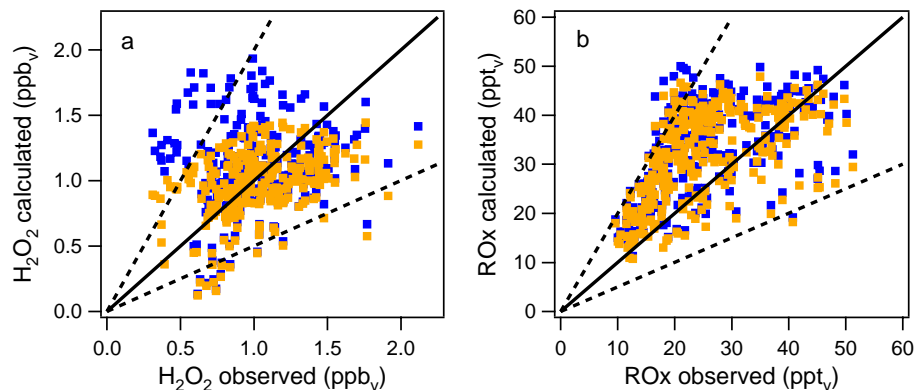 a
H₂O₂ calculated (ppbᵥ)
2.0
1.5
1.0
0.5
0.0
0.0 0.5 1.0 1.5 2.0
H₂O₂ observed (ppbᵥ)
b
ROx calculated (pptᵥ)
60
50
40
30
20
10
0
0 10 20 30 40 50 60
ROx observed (pptᵥ)